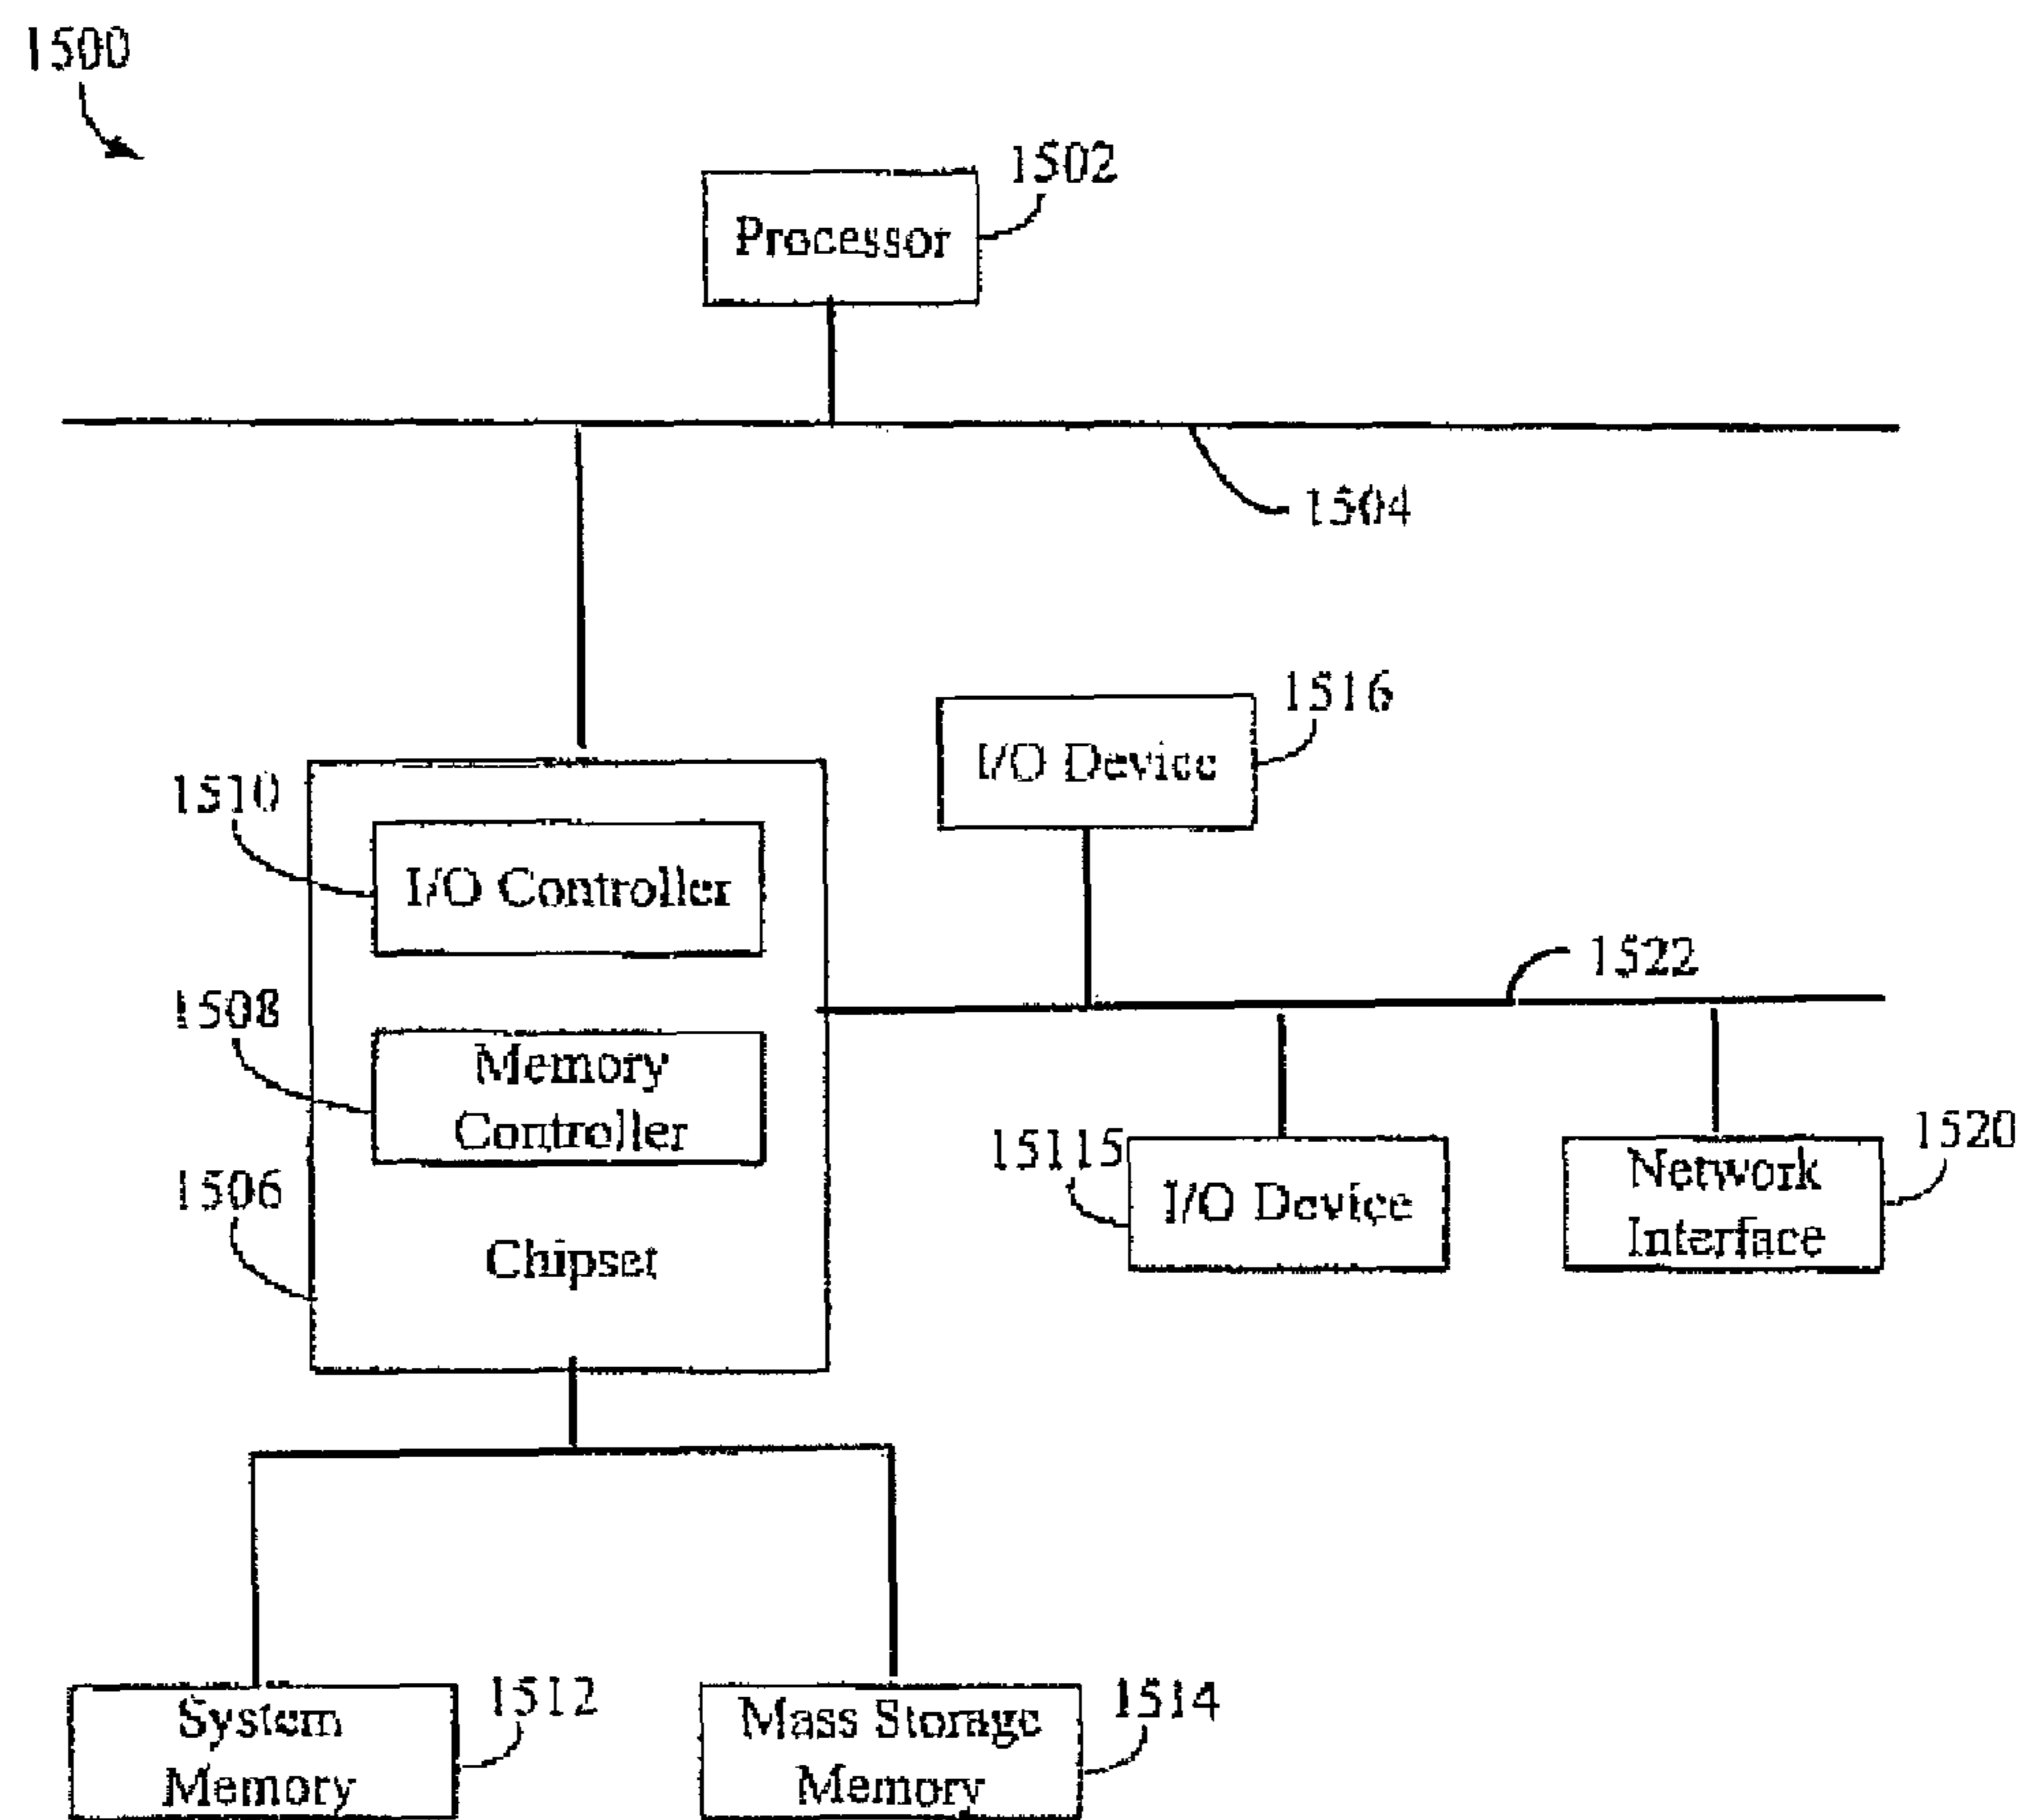 1500
1502
Processor
1504
1516
I/O Device
1510
I/O Controller
1522
1508
Memory
Controller
1506
Chipset
15115
I/O Device
1520
Network
Interface
1512
System
Memory
1514
Mass Storage
Memory